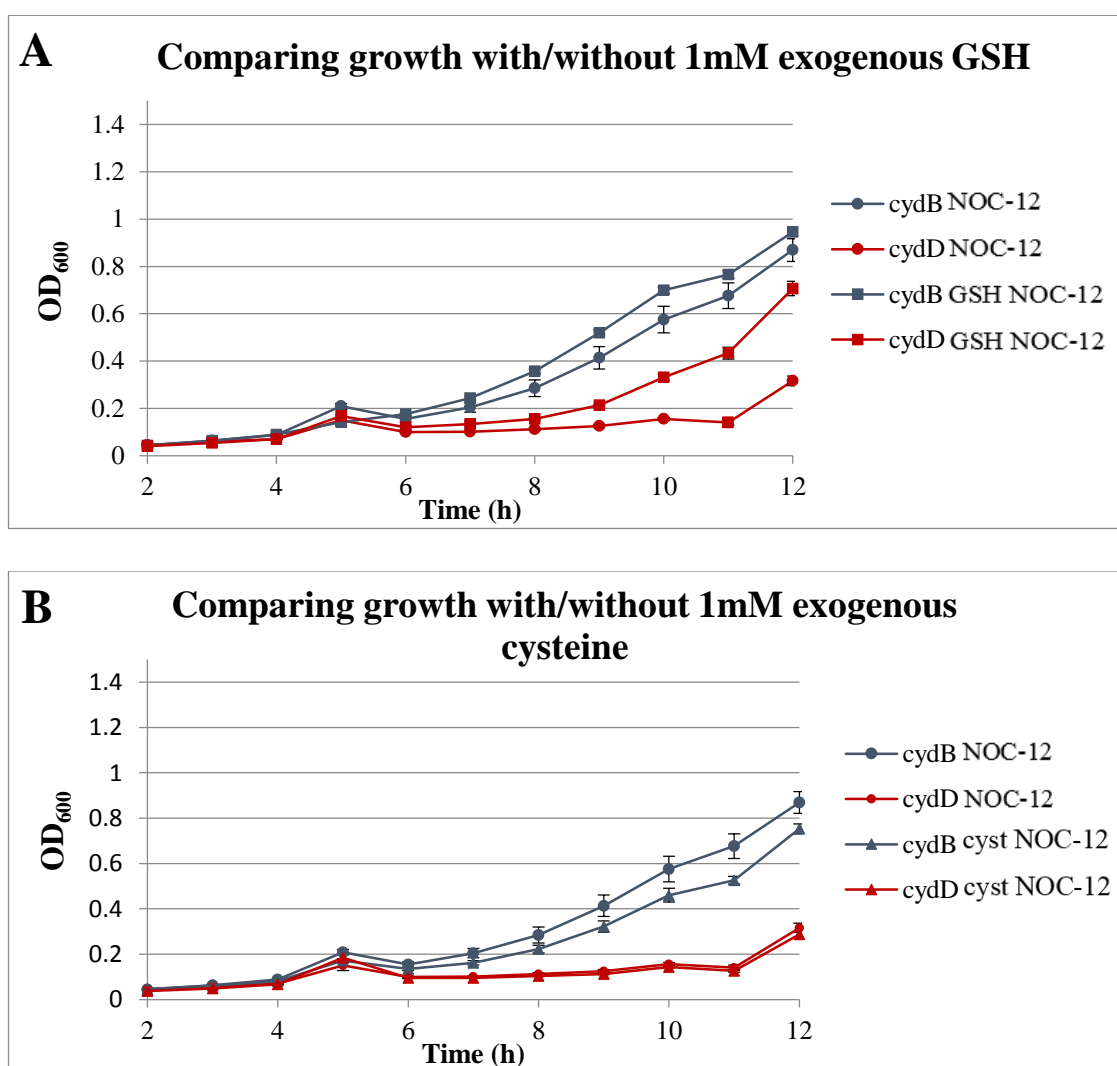 A
Comparing growth with/without 1mM exogenous GSH
1.4
1.2
1
0.8
0.6
0.4
0.2
0
OD600
2 4 6 8 10 12
Time (h)
cydB NOC-12
cydD NOC-12
cydB GSH NOC-12
cydD GSH NOC-12
B
Comparing growth with/without 1mM exogenous
cysteine
1.4
1.2
1
0.8
0.6
0.4
0.2
0
OD600
2 4 6 8 10 12
Time (h)
cydB NOC-12
cydD NOC-12
cydB cyst NOC-12
cydD cyst NOC-12